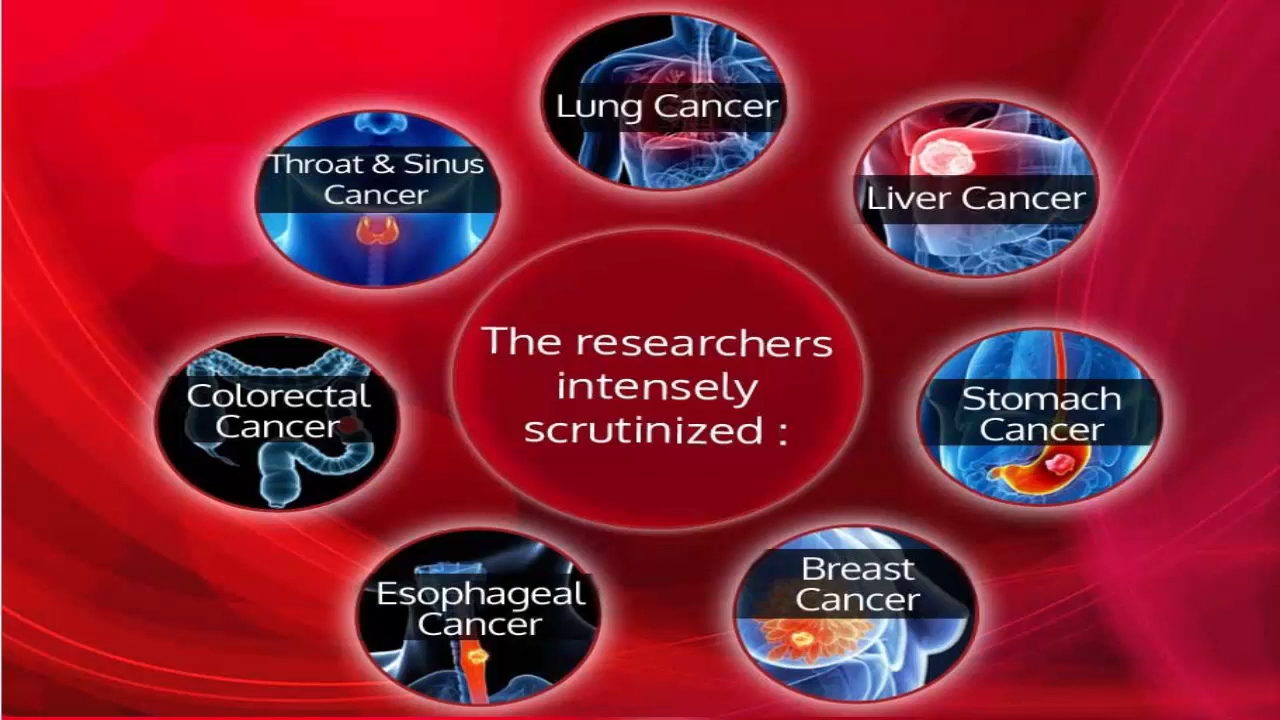 The researchers
intensely
scrutinized :
Lung Cancer
Liver Cancer
Stomach
Cancer
Breast
Cancer
Esophageal
Cancer
Colorectal
Cancer
Throat & Sinus
Cancer